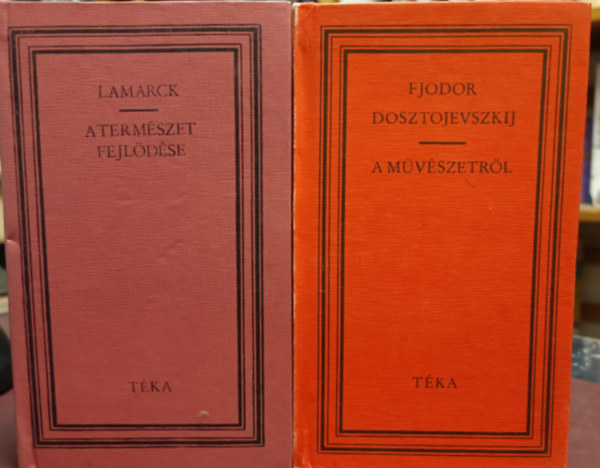 LAMARCK
A TERMÉSZET
FEJLŐDÉSE
TÉKA
FJODOR
DOSZTOJEVSZKIJ
A MŰVÉSZETRŐL
TÉKA